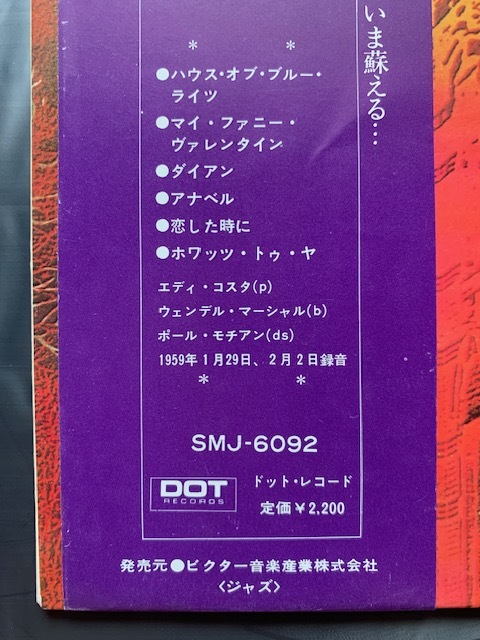 いま蘇える…
＊ ＊
●ハウス・オブ・ブルー・
ライツ
●マイ・ファニー・
ヴァレンタイン
●ダイアン
●アナベル
●恋した時に
●ホワッツ・トゥ・ヤ
エディ・コスタ(p)
ウェンデル・マーシャル(b)
ポール・モチアン(ds)
1959年1月29日、2月2日録音
＊ ＊
SMJ-6092
DOT
RECORDS
ドット・レコード
定価￥2,200
発売元●ビクター音楽産業株式会社
〈ジャズ〉